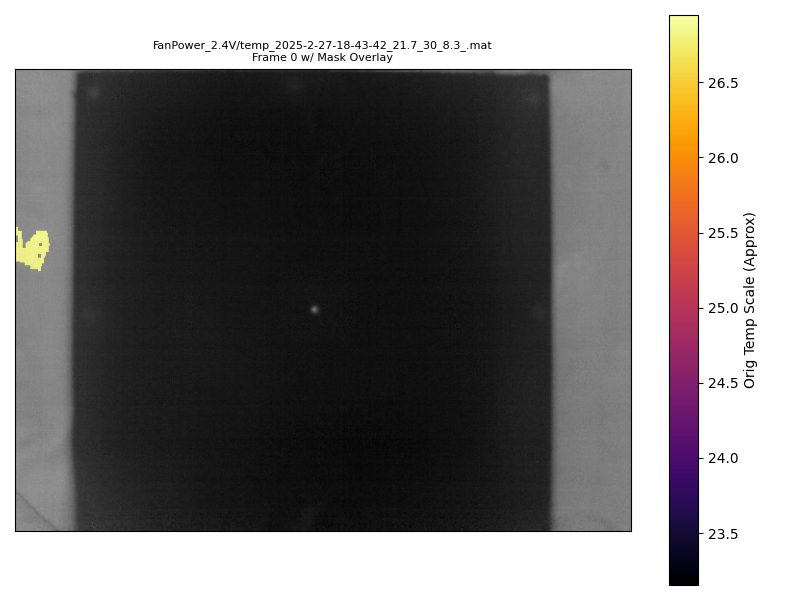 FanPower_2.4V/temp_2025-2-27-18-43-42_21.7_30_8.3_.mat
Frame 0 w/ Mask Overlay
26.5
26.0
25.5
25.0
24.5
24.0
23.5
Orig Temp Scale (Approx)